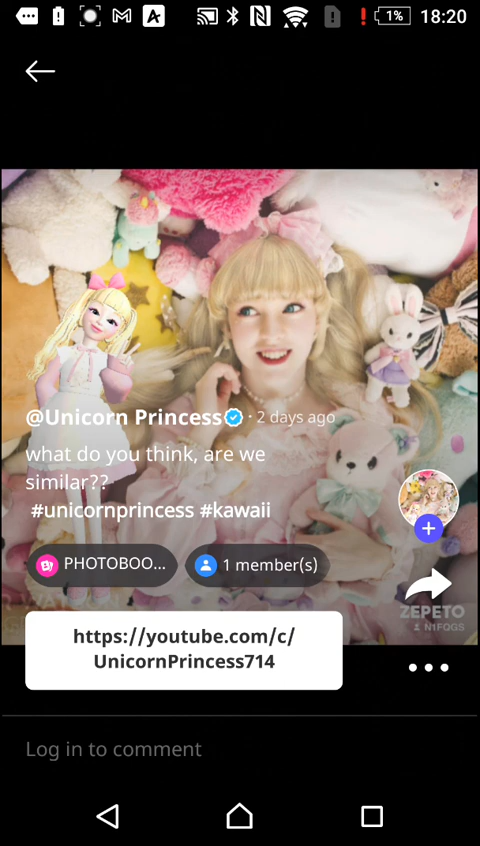 1% 18:20
@Unicorn Princess · 2 days ago
what do you think, are we
similar??
#unicornprincess #kawaii
PHOTOBOO...
1 member(s)
ZEPETO
N1FQGS
https://youtube.com/c/
UnicornPrincess714
Log in to comment